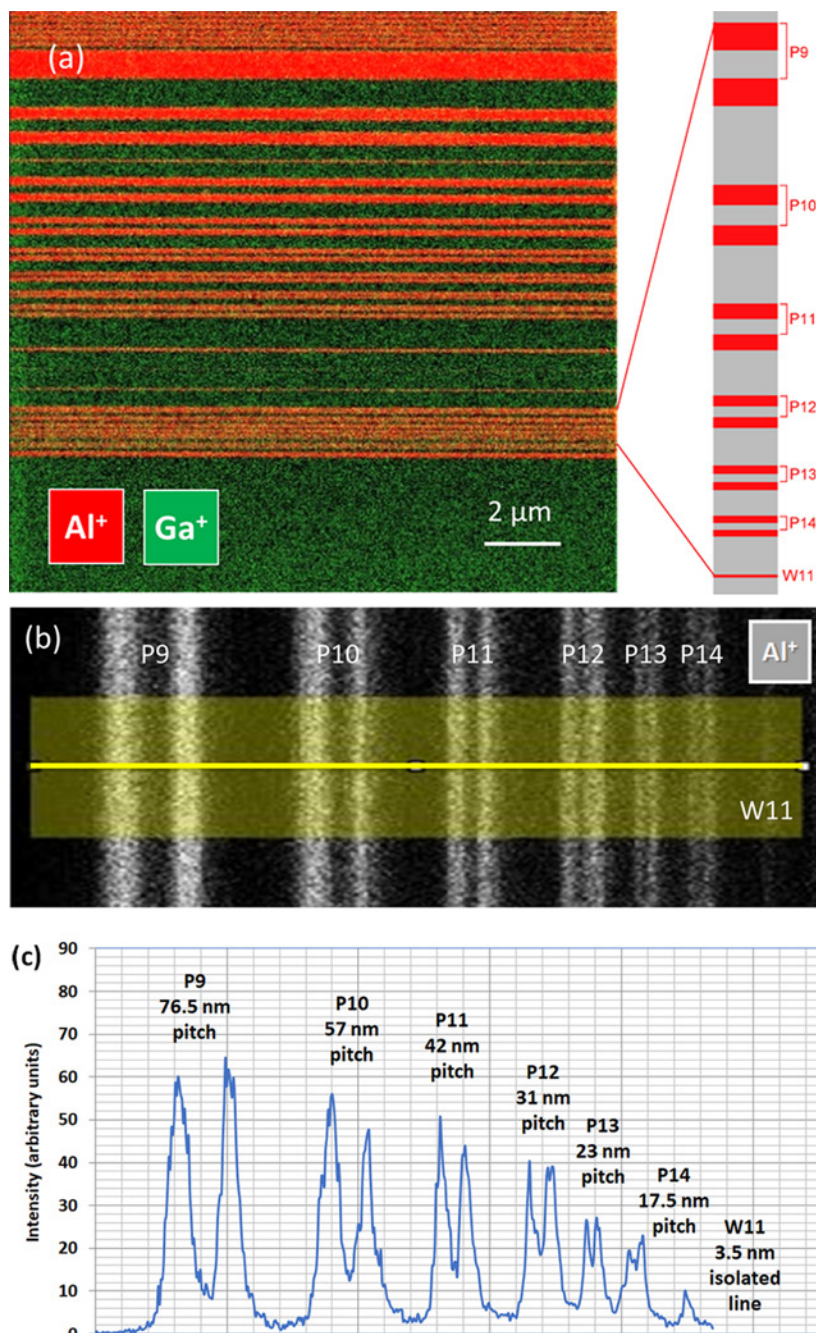 (a)
Al⁺
Ga⁺
2 µm
P9
P10
P11
P12
P13
P14
W11
(b)
P9
P10
P11
P12
P13
P14
Al⁺
W11
(c)
Intensity (arbitrary units)
90
80
70
60
50
40
30
20
10
0
P9
76.5 nm
pitch
P10
57 nm
pitch
P11
42 nm
pitch
P12
31 nm
pitch
P13
23 nm
pitch
P14
17.5 nm
pitch
W11
3.5 nm
isolated
line